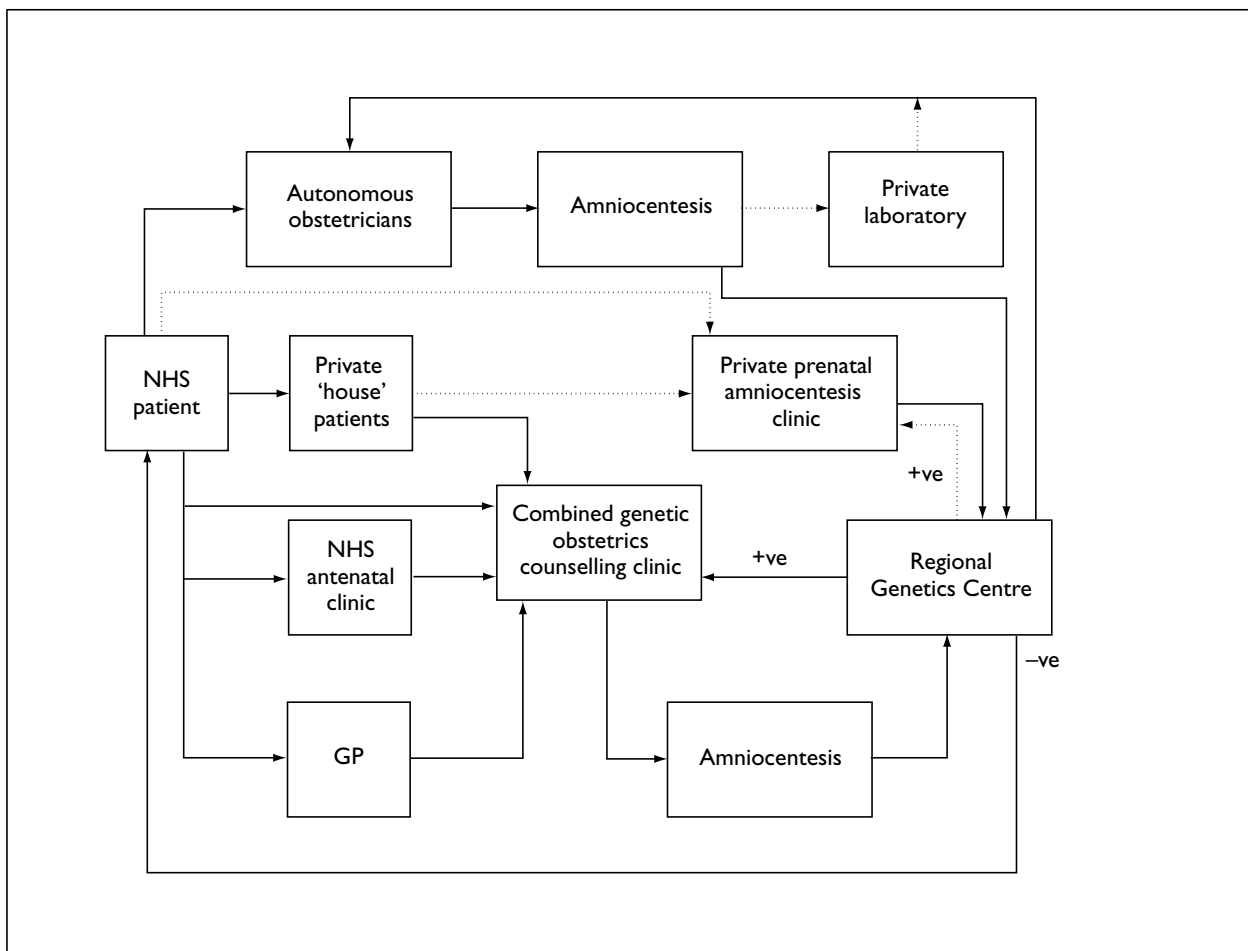 Autonomous
obstetricians
Amniocentesis
Private
laboratory
NHS
patient
Private
‘house’
patients
Private prenatal
amniocentesis
clinic
+ve
Combined genetic
obstetrics
counselling clinic
NHS
antenatal
clinic
+ve
Regional
Genetics Centre
–ve
GP
Amniocentesis